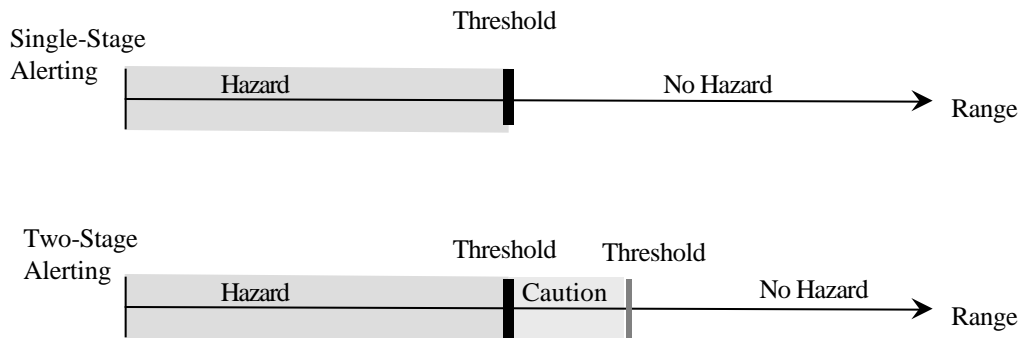 Threshold
Single-Stage
Alerting
Hazard
No Hazard
Range
Two-Stage
Alerting
Threshold
Threshold
Hazard
Caution
No Hazard
Range